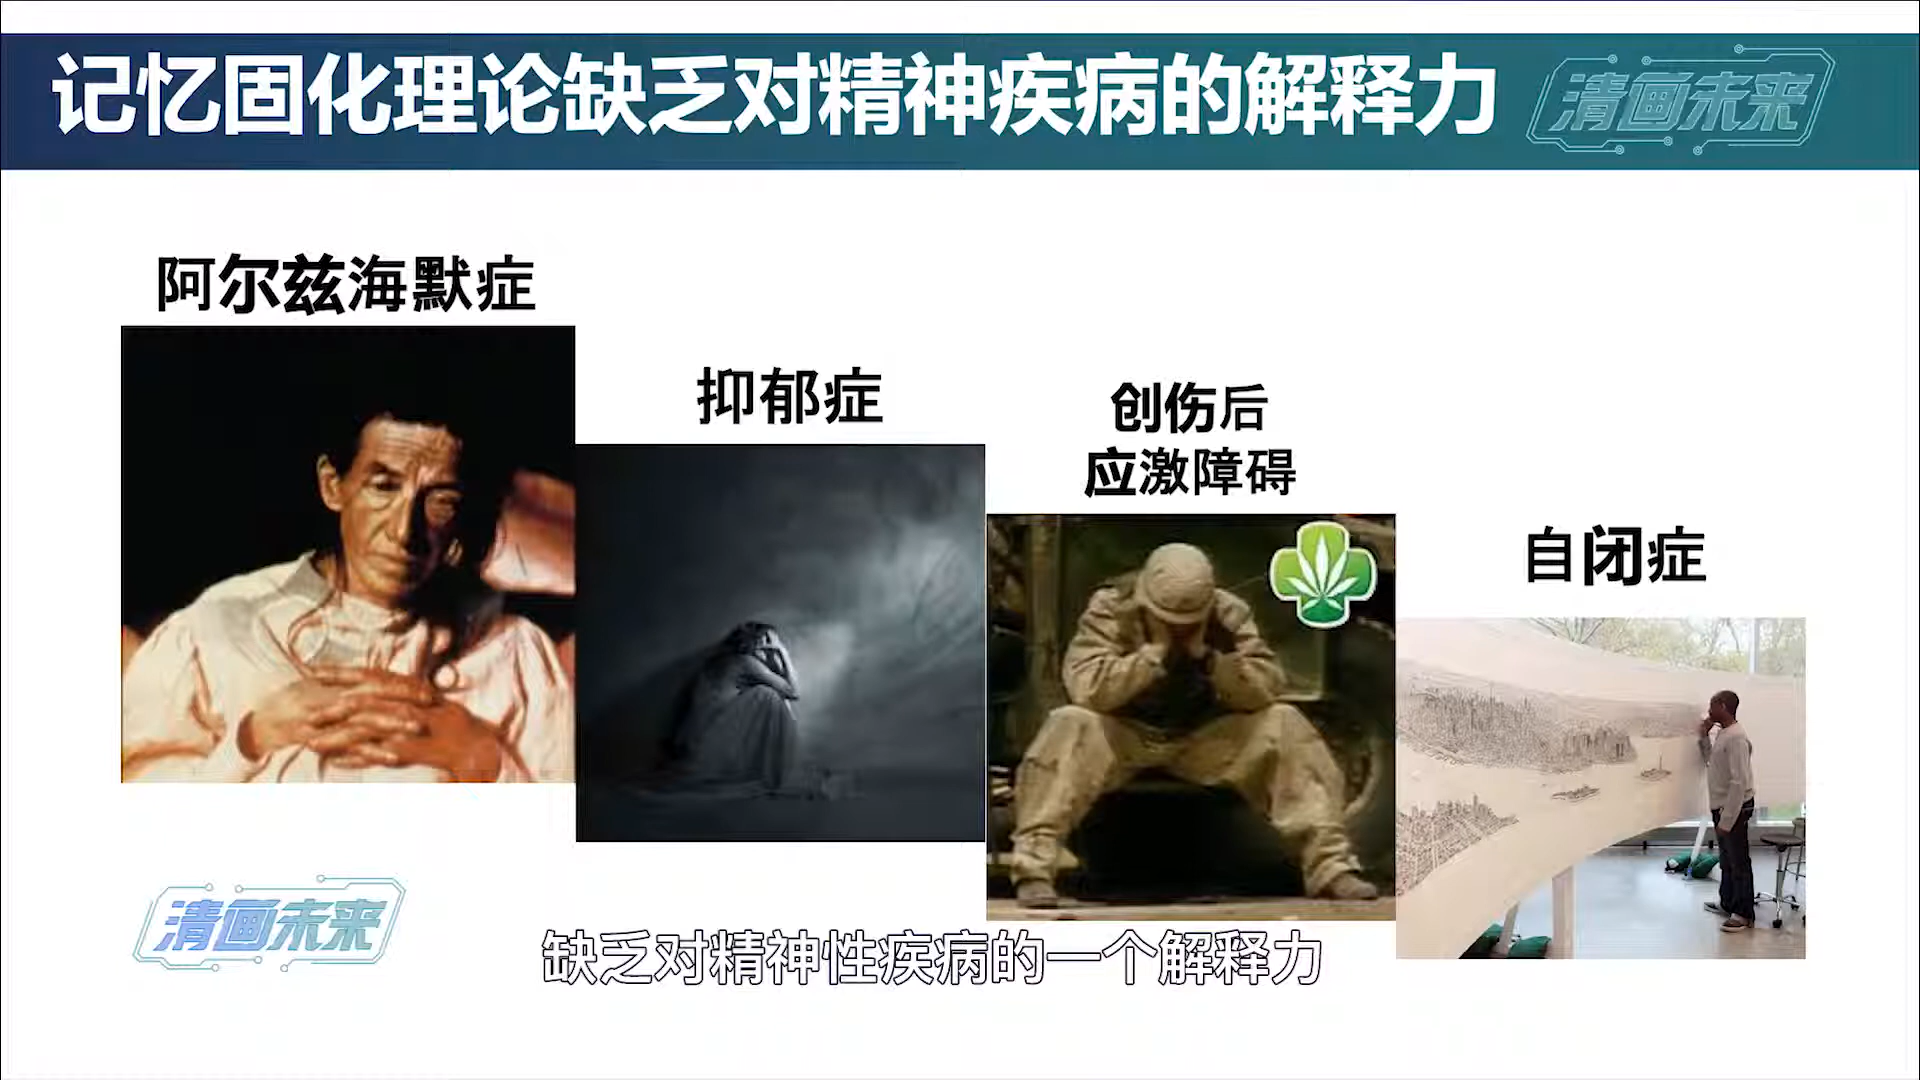 记忆固化理论缺乏对精神疾病的解释力
清画未来
阿尔兹海默症
抑郁症
创伤后
应激障碍
自闭症
清画未来
缺乏对精神性疾病的一个解释力